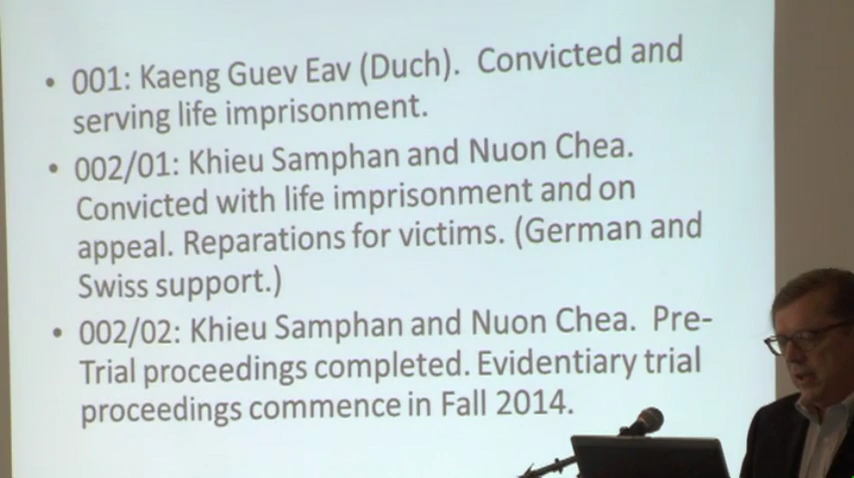 • 001: Kaeng Guev Eav (Duch). Convicted and
serving life imprisonment.
• 002/01: Khieu Samphan and Nuon Chea.
Convicted with life imprisonment and on
appeal. Reparations for victims. (German and
Swiss support.)
• 002/02: Khieu Samphan and Nuon Chea. Pre-
Trial proceedings completed. Evidentiary trial
proceedings commence in Fall 2014.